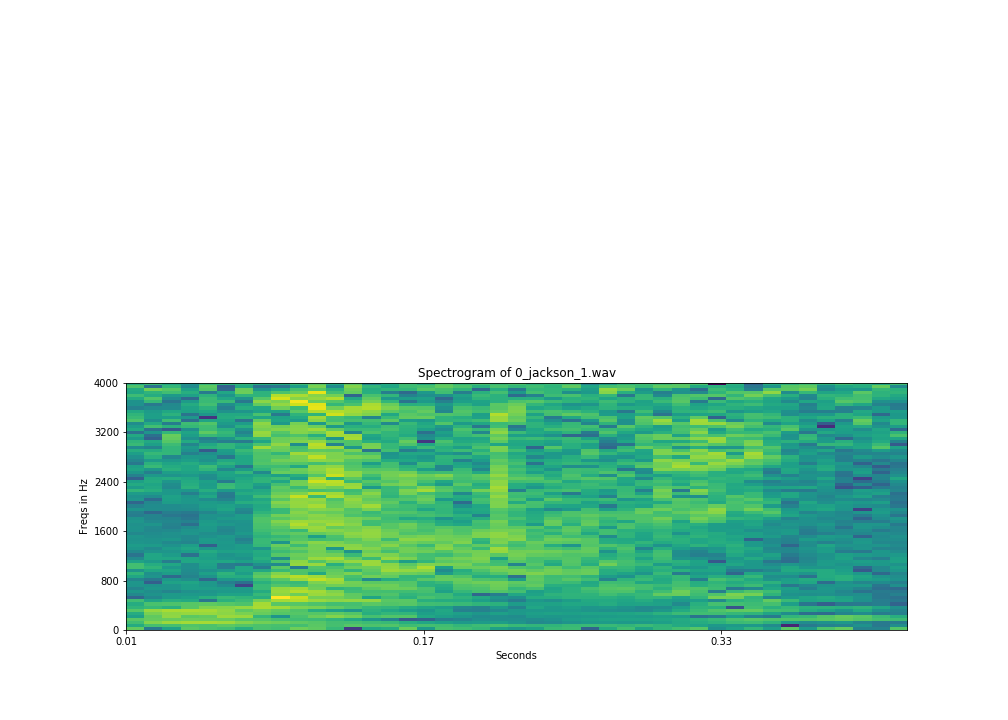 Spectrogram of 0_jackson_1.wav
4000
3200
2400
1600
800
0
Freqs in Hz
0.01 0.17 0.33
Seconds